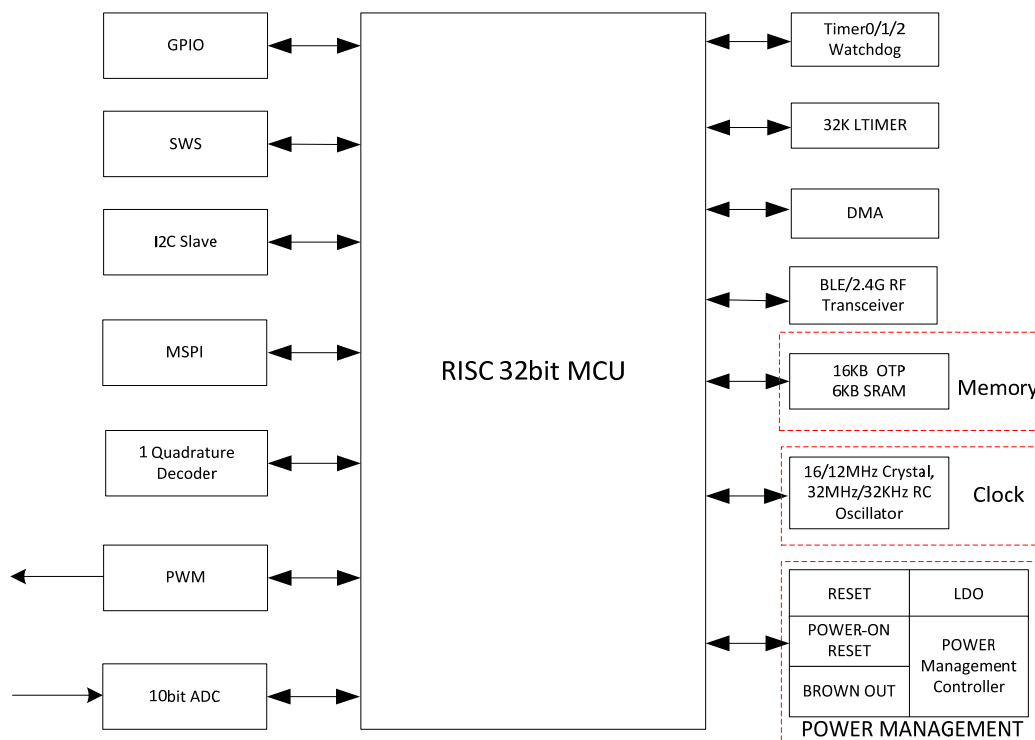 GPIO
SWS
I2C Slave
MSPI
1 Quadrature
Decoder
PWM
10bit ADC
RISC 32bit MCU
Timer0/1/2
Watchdog
32K LTIMER
DMA
BLE/2.4G RF
Transceiver
16KB OTP
6KB SRAM
Memory
16/12MHz Crystal,
32MHz/32KHz RC
Oscillator
Clock
RESET
LDO
POWER-ON
RESET
POWER
Management
Controller
BROWN OUT
POWER MANAGEMENT